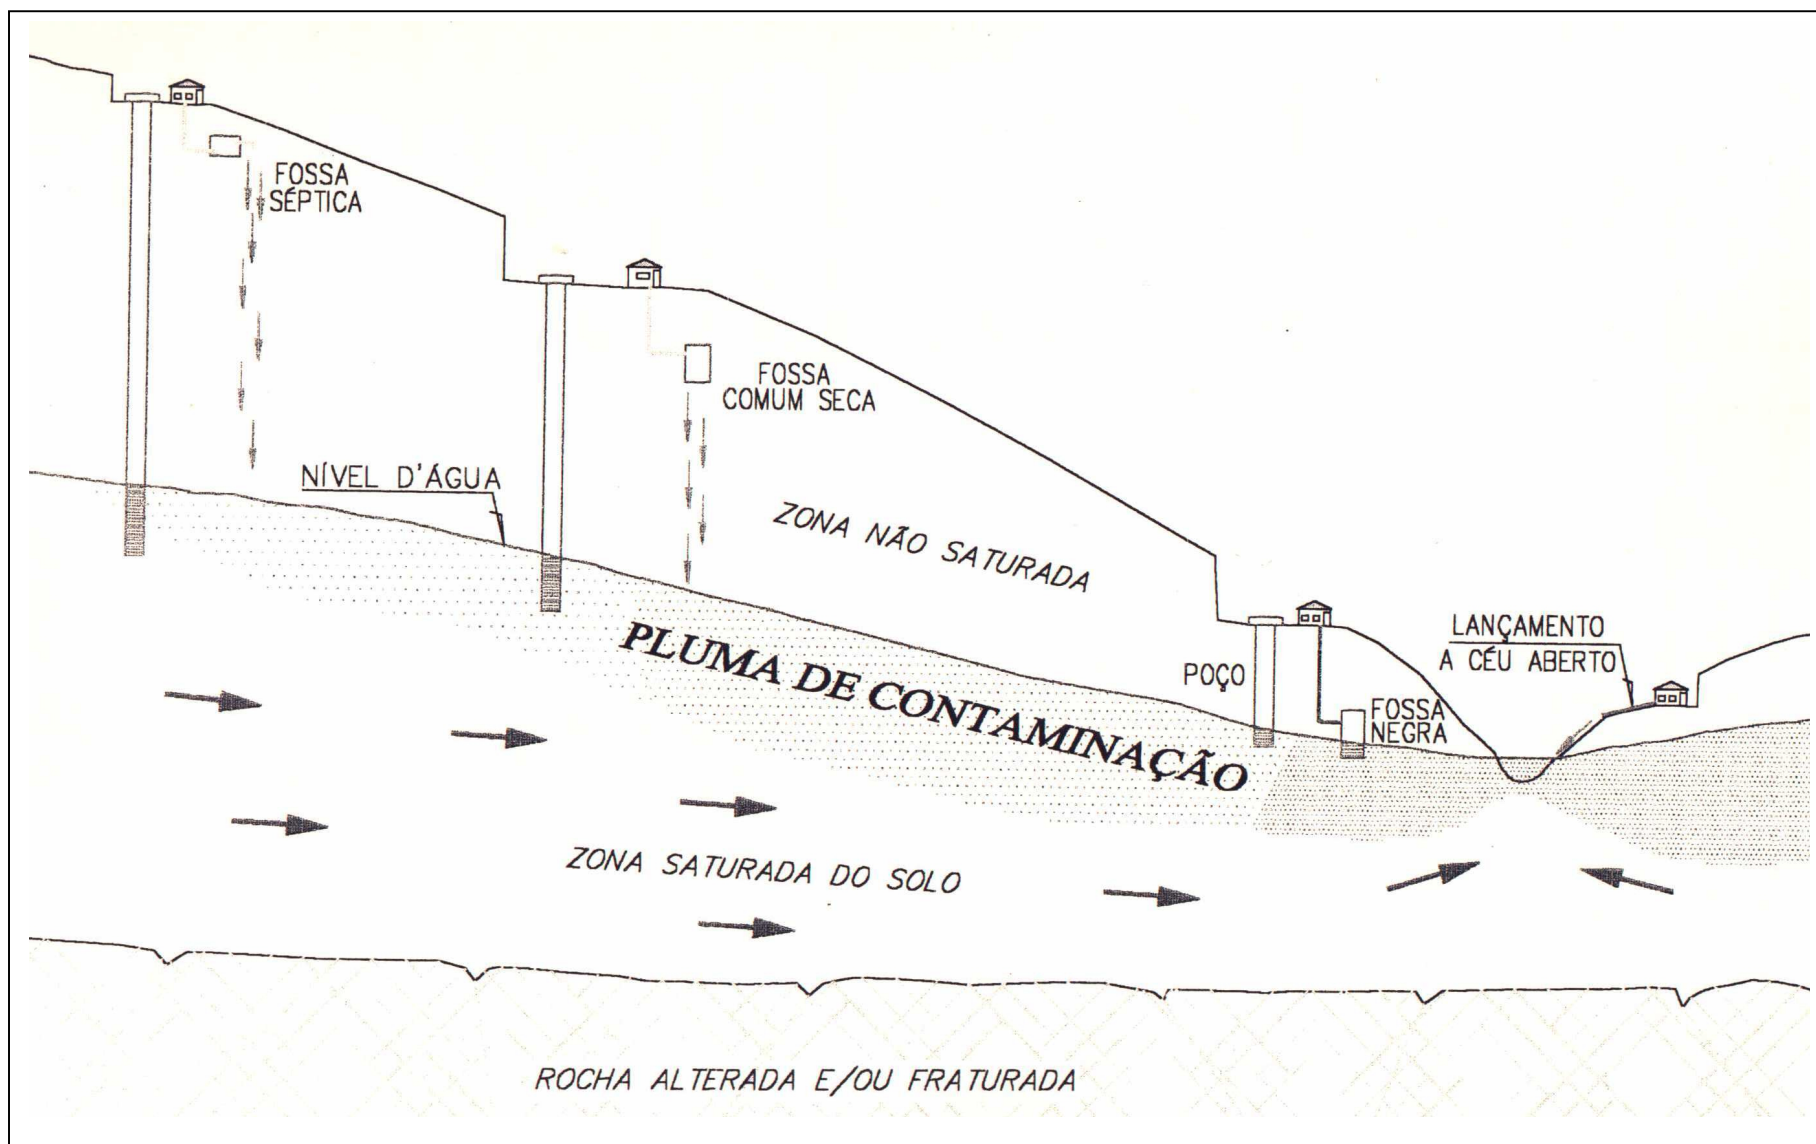 FOSSA
SÉPTICA
FOSSA
COMUM SECA
NÍVEL D'ÁGUA
ZONA NÃO SATURADA
LANÇAMENTO
A CÉU ABERTO
POÇO
FOSSA
NEGRA
PLUMA DE CONTAMINAÇÃO
ZONA SATURADA DO SOLO
ROCHA ALTERADA E/OU FRATURADA